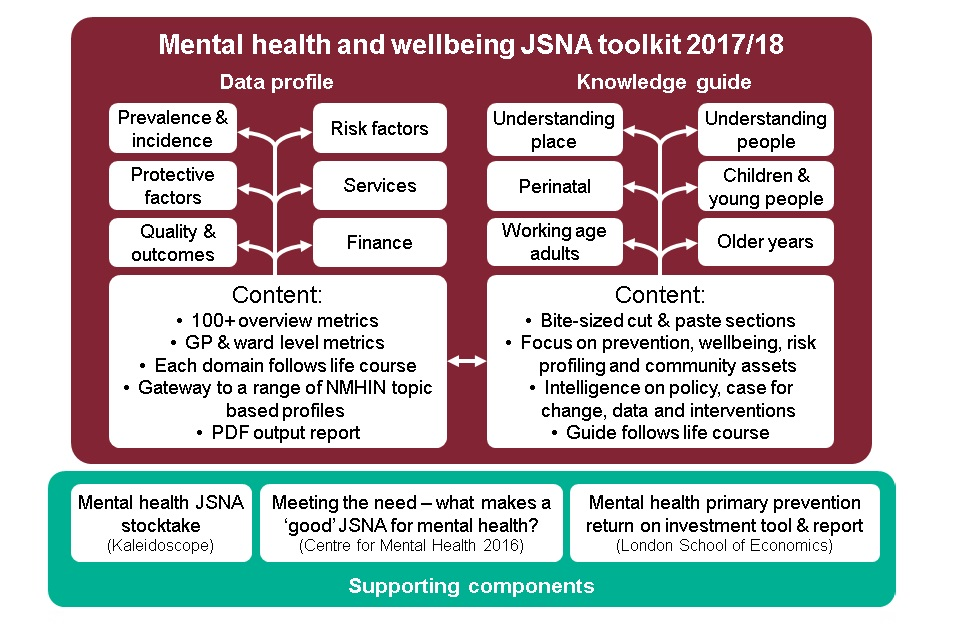 Mental health and wellbeing JSNA toolkit 2017/18
Data profile
Prevalence &
incidence
Risk factors
Protective
factors
Services
Quality &
outcomes
Finance
Content:
• 100+ overview metrics
• GP & ward level metrics
• Each domain follows life course
• Gateway to a range of NMHIN topic
based profiles
• PDF output report
Knowledge guide
Understanding
place
Understanding
people
Perinatal
Children &
young people
Working age
adults
Older years
Content:
• Bite-sized cut & paste sections
• Focus on prevention, wellbeing, risk
profiling and community assets
• Intelligence on policy, case for
change, data and interventions
• Guide follows life course
Mental health JSNA
stocktake
(Kaleidoscope)
Meeting the need – what makes a
‘good’ JSNA for mental health?
(Centre for Mental Health 2016)
Mental health primary prevention
return on investment tool & report
(London School of Economics)
Supporting components